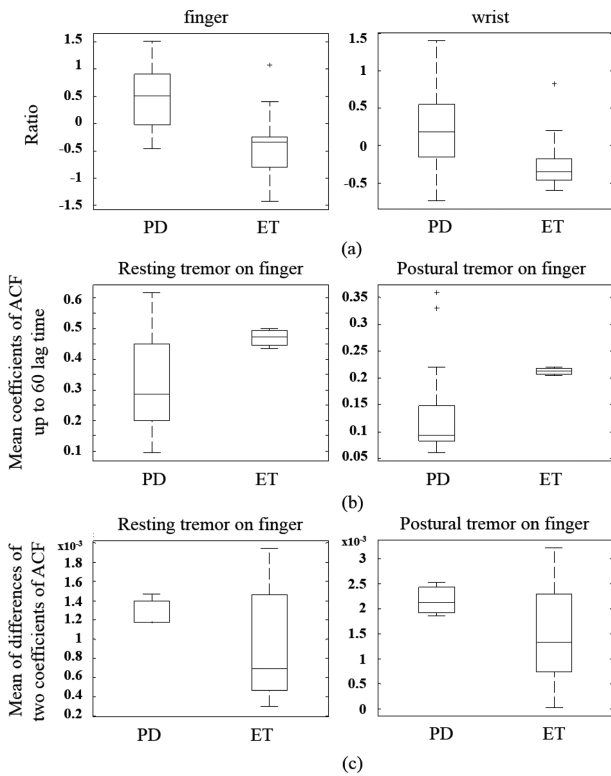 finger
wrist
1.5
1
0.5
0
-0.5
-1
-1.5
Ratio
PD
ET
1.5
1
0.5
0
-0.5
PD
ET
(a)
Resting tremor on finger
Postural tremor on finger
Mean coefficients of ACF
up to 60 lag time
0.6
0.5
0.4
0.3
0.2
0.1
PD
ET
0.35
0.3
0.25
0.2
0.15
0.1
0.05
PD
ET
(b)
Resting tremor on finger
Postural tremor on finger
Mean of differences of
two coefficients of ACF
x10-3
1.8
1.6
1.4
1.2
1
0.8
0.6
0.4
0.2
PD
ET
x10-3
3
2.5
2
1.5
1
0.5
0
PD
ET
(c)